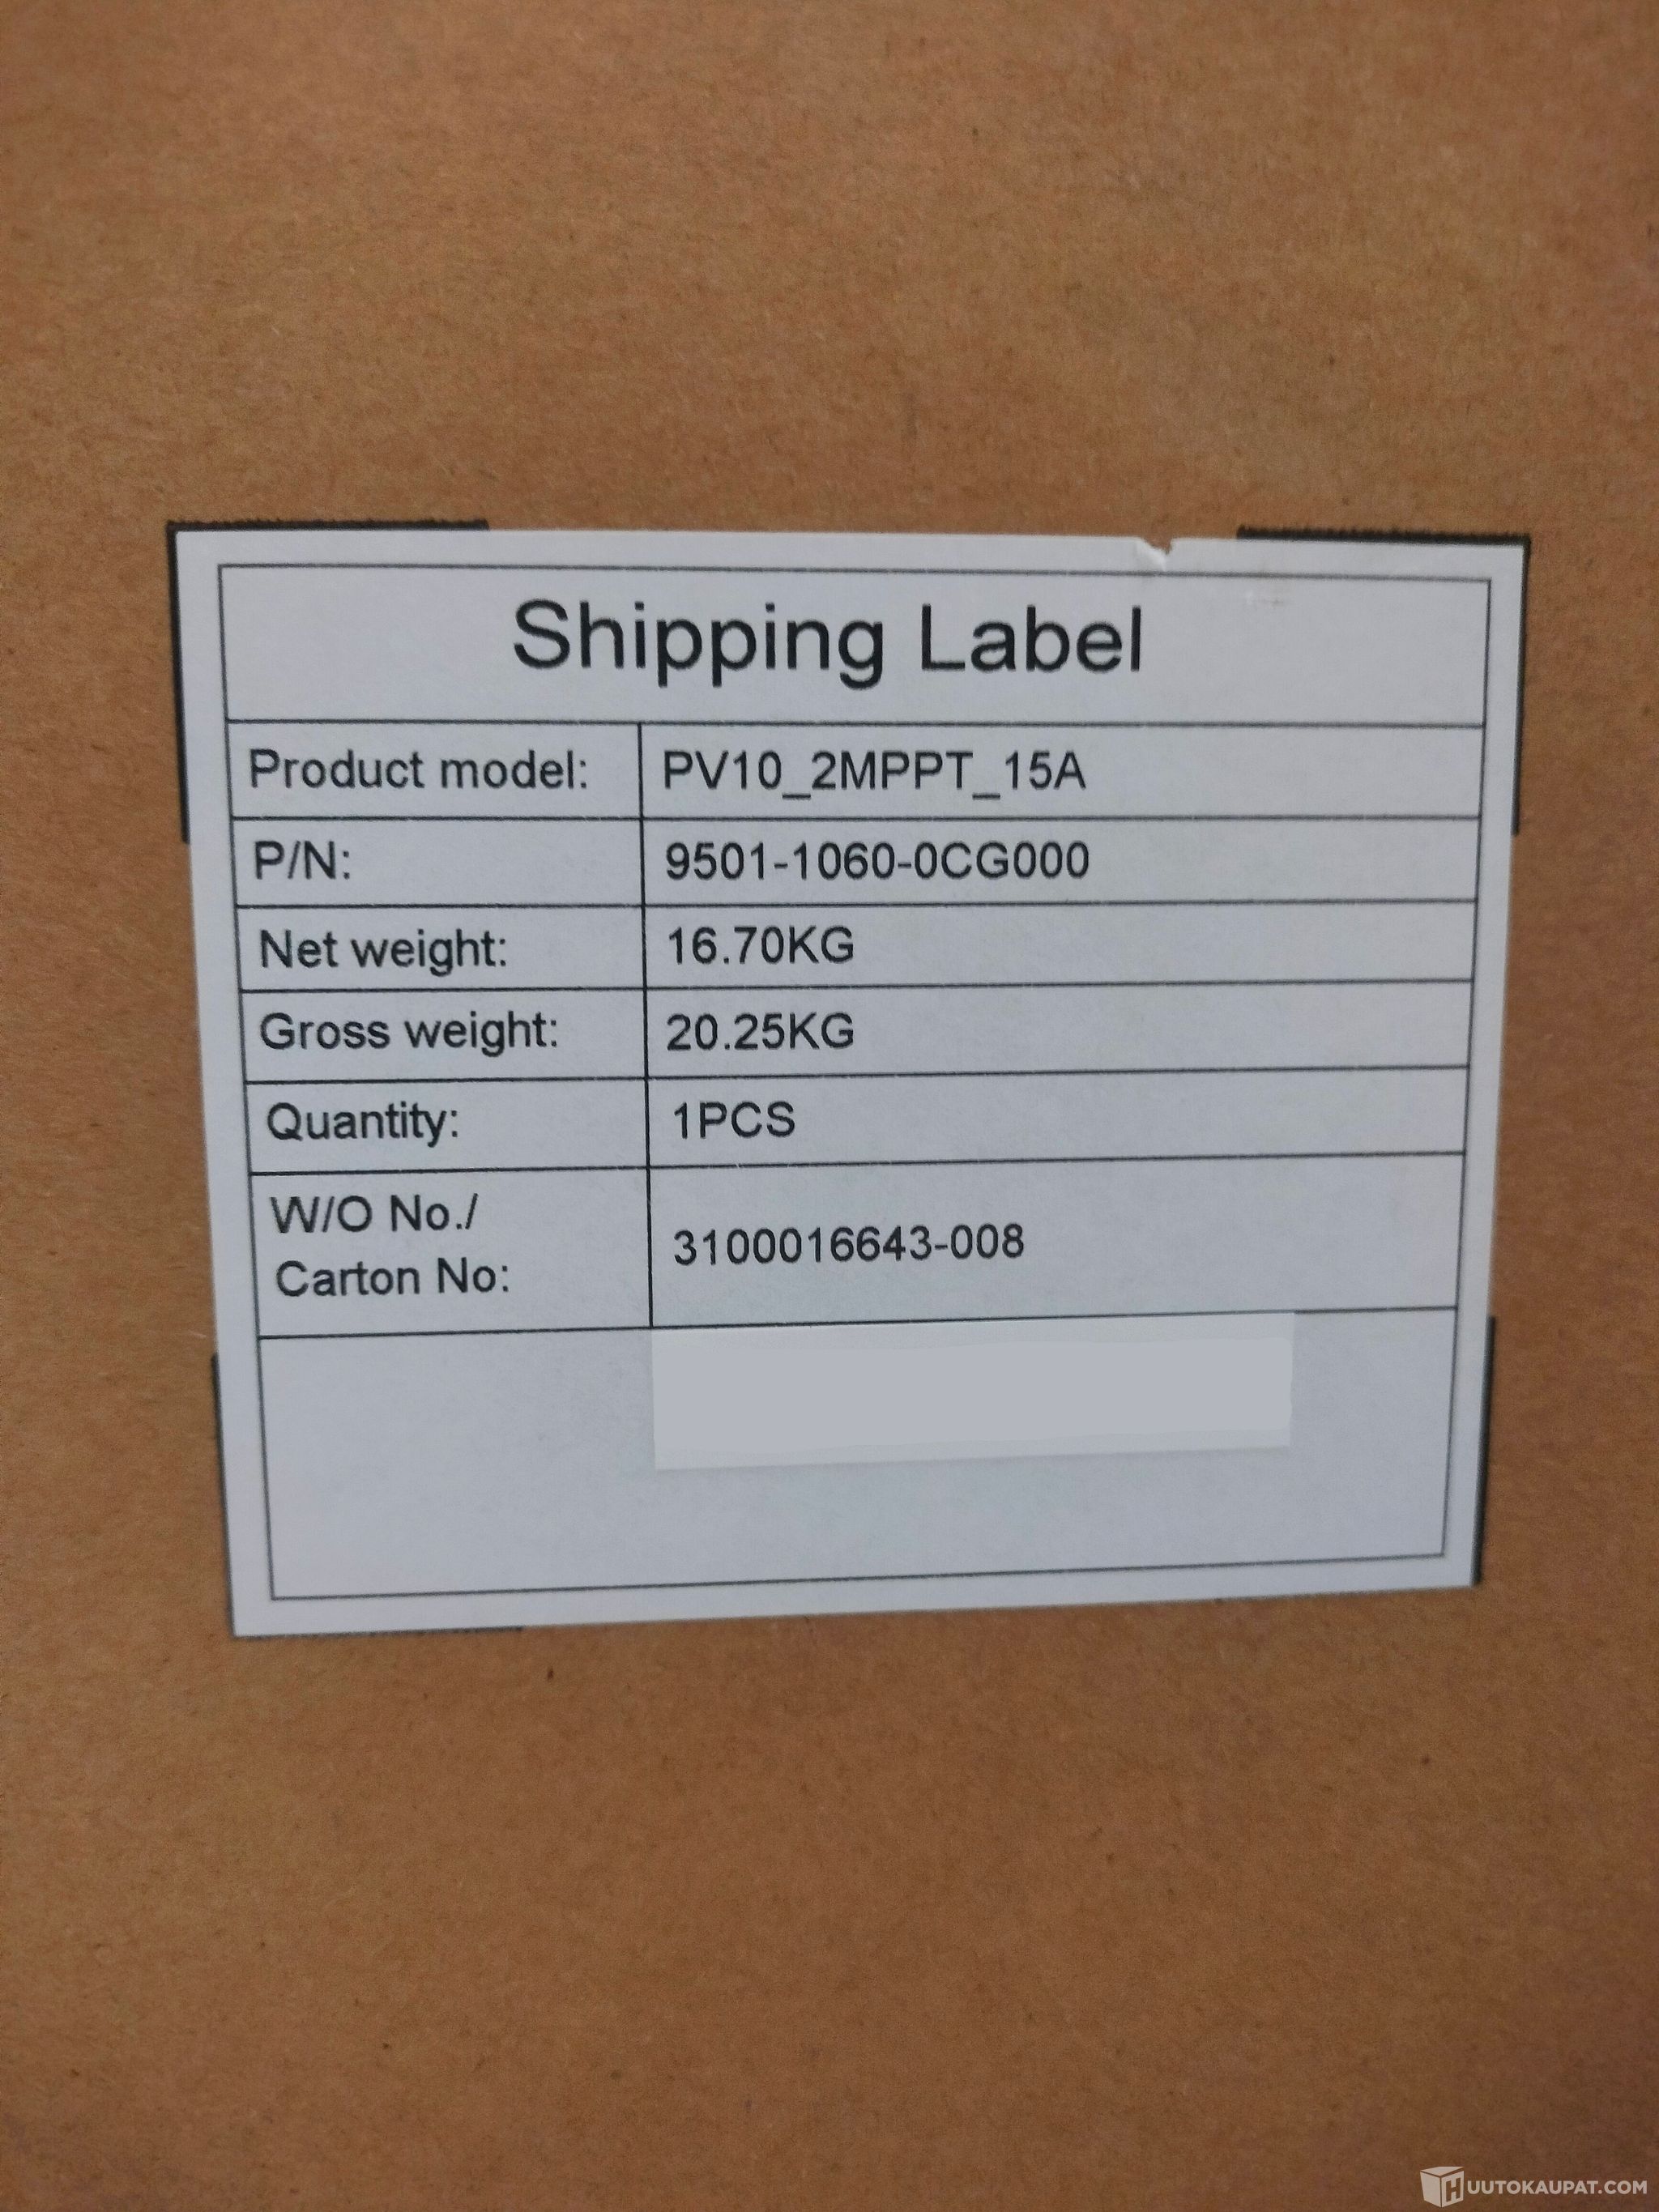 Shipping Label
Product model: PV10_2MPPT_15A
P/N: 9501-1060-0CG000
Net weight: 16.70KG
Gross weight: 20.25KG
Quantity: 1PCS
W/O No./
Carton No: 3100016643-008
HUUTOKAUPAT.COM